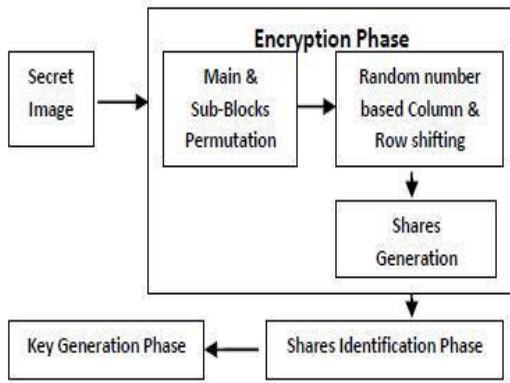 Encryption Phase
Secret
Image
Main &
Sub-Blocks
Permutation
Random number
based Column &
Row shifting
Shares
Generation
Shares Identification Phase
Key Generation Phase